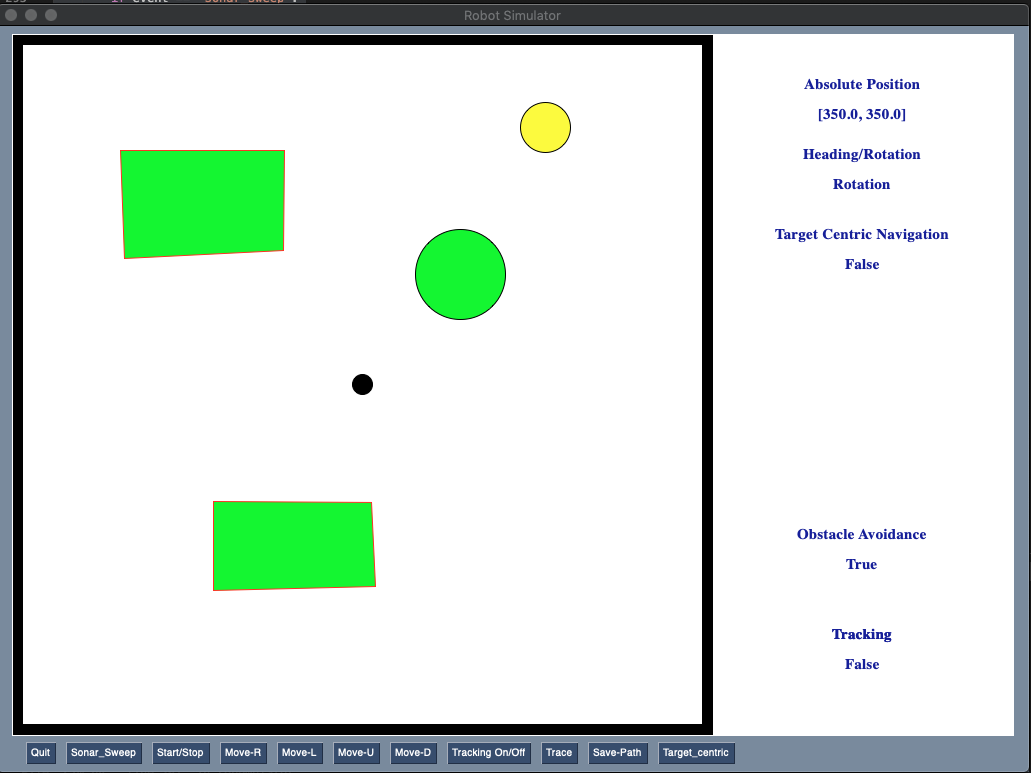 Robot Simulator
Absolute Position
[350.0, 350.0]
Heading/Rotation
Rotation
Target Centric Navigation
False
Obstacle Avoidance
True
Tracking
False
Quit Sonar_Sweep Start/Stop Move-R Move-L Move-U Move-D Tracking On/Off Trace Save-Path Target_centric